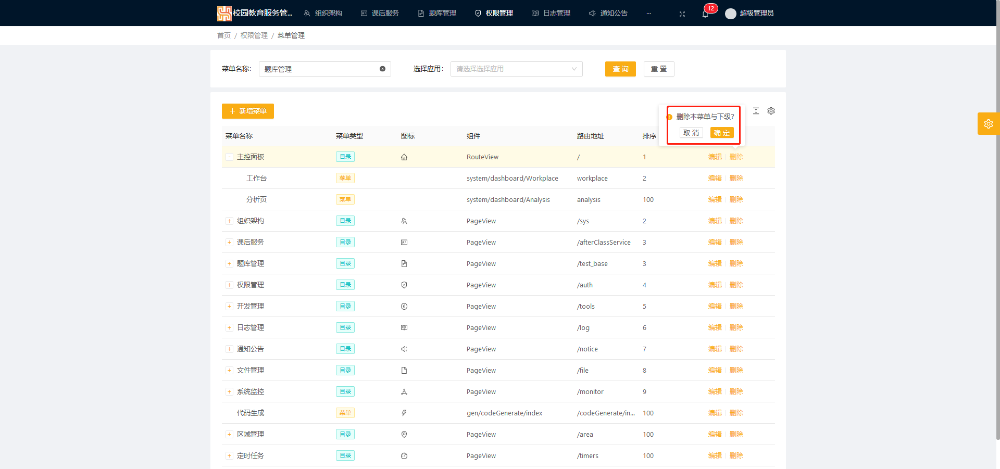 校园教育服务管... 组织架构 课后服务 题库管理 权限管理 日志管理 通知公告 ... 12 超级管理员
首页 / 权限管理 / 菜单管理
菜单名称: 题库管理 选择应用: 请选择选择应用 查 询 重 置
+ 新增菜单
删除本菜单与下级?
取 消 确 定
菜单名称 菜单类型 图标 组件 路由地址 排序
- 主控面板 目录 RouteView / 1 编辑 删除
工作台 菜单 system/dashboard/Workplace workplace 2 编辑 删除
分析页 菜单 system/dashboard/Analysis analysis 100 编辑 删除
+ 组织架构 目录 PageView /sys 2 编辑 删除
+ 课后服务 目录 PageView /afterClassService 3 编辑 删除
+ 题库管理 目录 PageView /test_base 3 编辑 删除
+ 权限管理 目录 PageView /auth 4 编辑 删除
+ 开发管理 目录 PageView /tools 5 编辑 删除
+ 日志管理 目录 PageView /log 6 编辑 删除
+ 通知公告 目录 PageView /notice 7 编辑 删除
+ 文件管理 目录 PageView /file 8 编辑 删除
+ 系统监控 目录 PageView /monitor 9 编辑 删除
代码生成 菜单 gen/codeGenerate/index /codeGenerate/in... 100 编辑 删除
+ 区域管理 目录 PageView /area 100 编辑 删除
+ 定时任务 目录 PageView /timers 100 编辑 删除